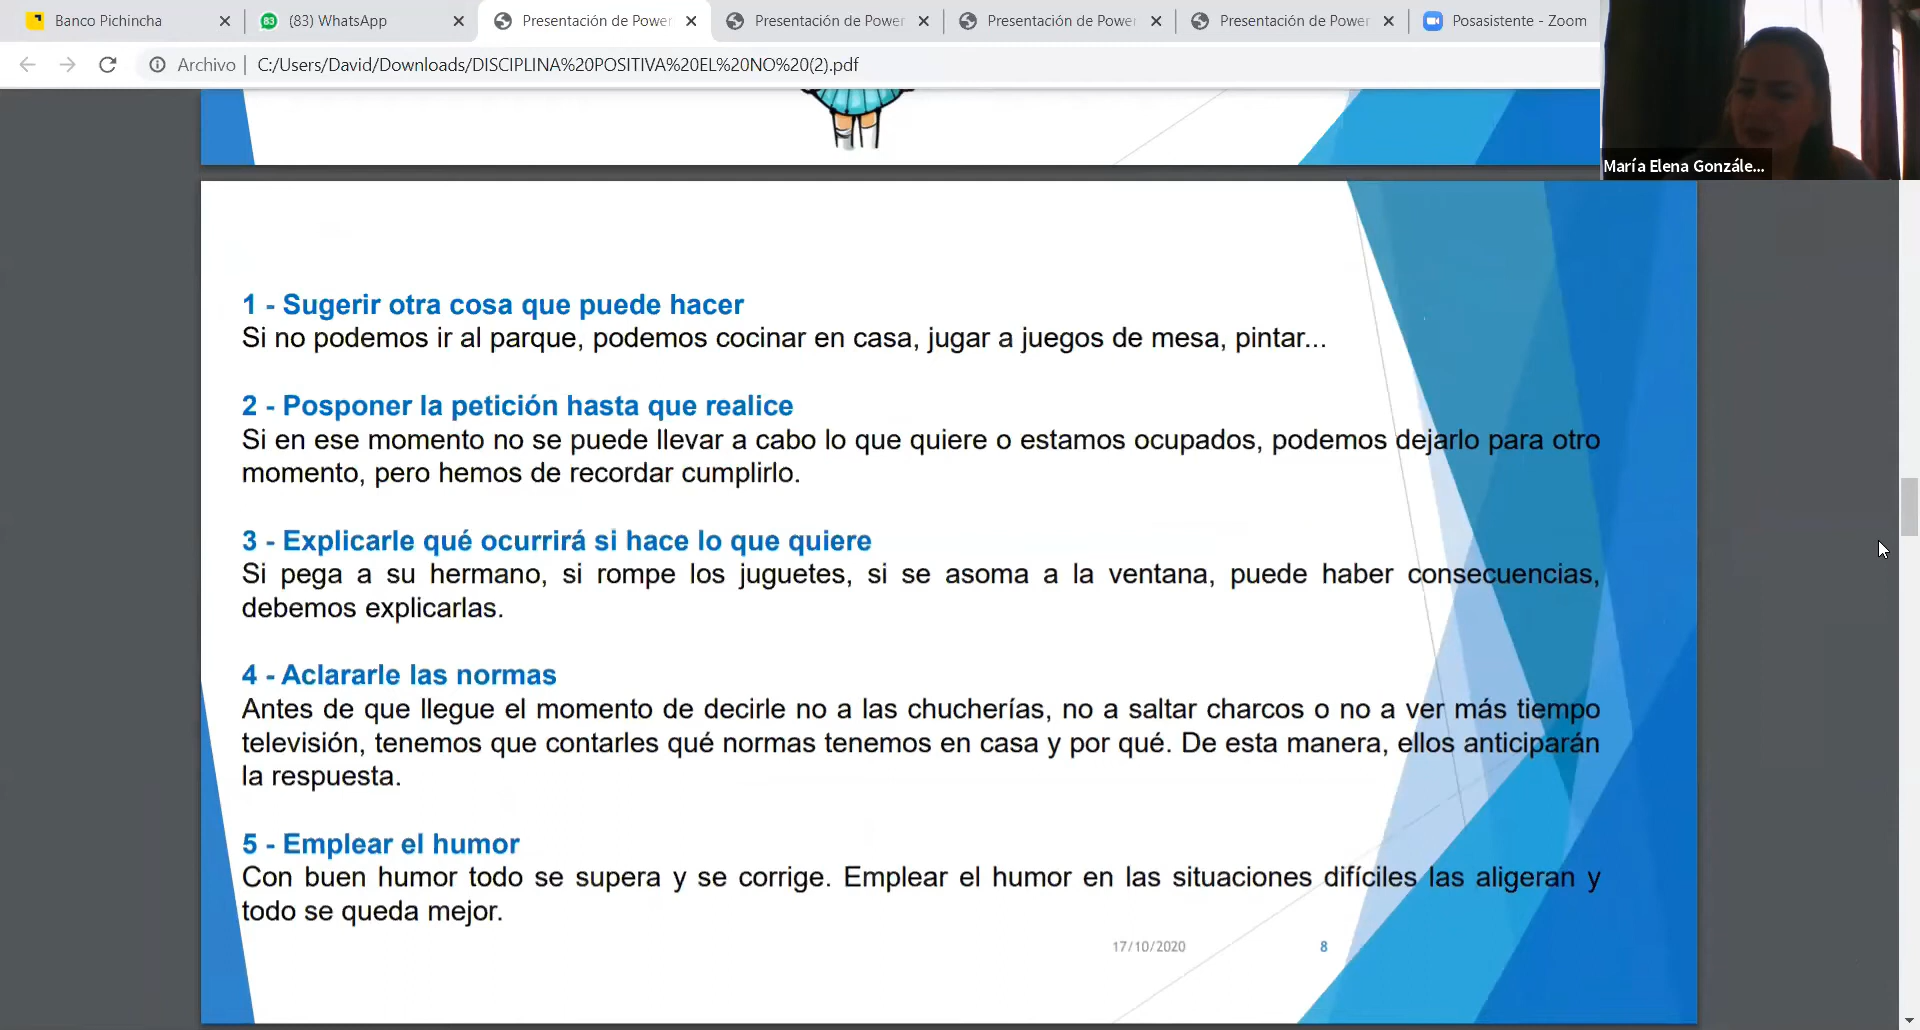 Banco Pichincha
(83) WhatsApp
Presentación de Power
Presentación de Power
Presentación de Power
Presentación de Power
Posasistente - Zoom
Archivo
C:/Users/David/Downloads/DISCIPLINA%20POSITIVA%20EL%20NO%20(2).pdf
María Elena Gonzále...
1 - Sugerir otra cosa que puede hacer
Si no podemos ir al parque, podemos cocinar en casa, jugar a juegos de mesa, pintar...
2 - Posponer la petición hasta que realice
Si en ese momento no se puede llevar a cabo lo que quiere o estamos ocupados, podemos dejarlo para otro
momento, pero hemos de recordar cumplirlo.
3 - Explicarle qué ocurrirá si hace lo que quiere
Si pega a su hermano, si rompe los juguetes, si se asoma a la ventana, puede haber consecuencias,
debemos explicarlas.
4 - Aclararle las normas
Antes de que llegue el momento de decirle no a las chucherías, no a saltar charcos o no a ver más tiempo
televisión, tenemos que contarles qué normas tenemos en casa y por qué. De esta manera, ellos anticiparán
la respuesta.
5 - Emplear el humor
Con buen humor todo se supera y se corrige. Emplear el humor en las situaciones difíciles las aligeran y
todo se queda mejor.
17/10/2020
8